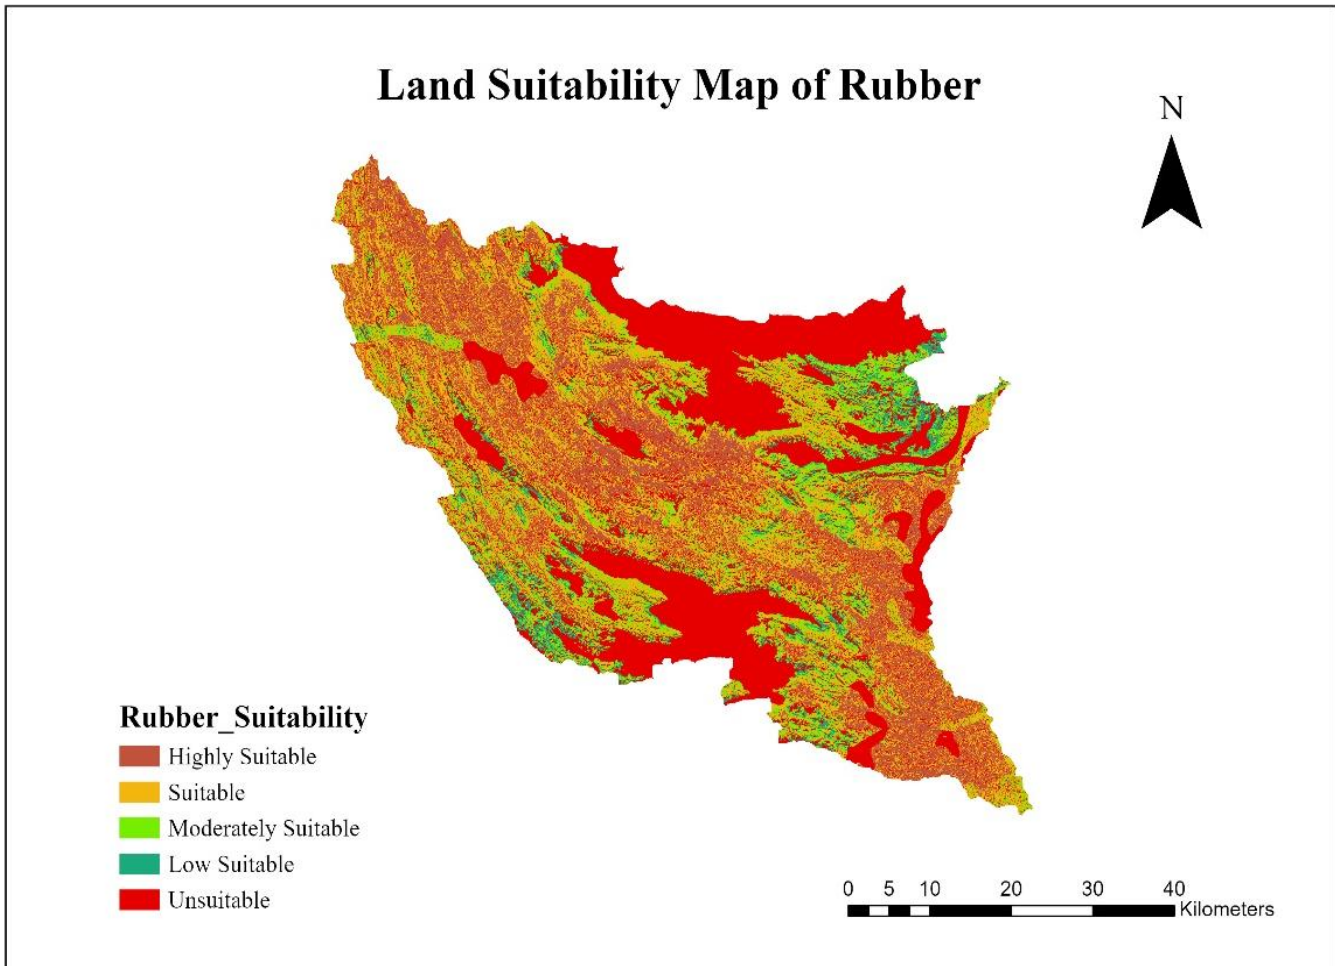 Land Suitability Map of Rubber
N
Rubber_Suitability
Highly Suitable
Suitable
Moderately Suitable
Low Suitable
Unsuitable
0 5 10 20 30 40
Kilometers